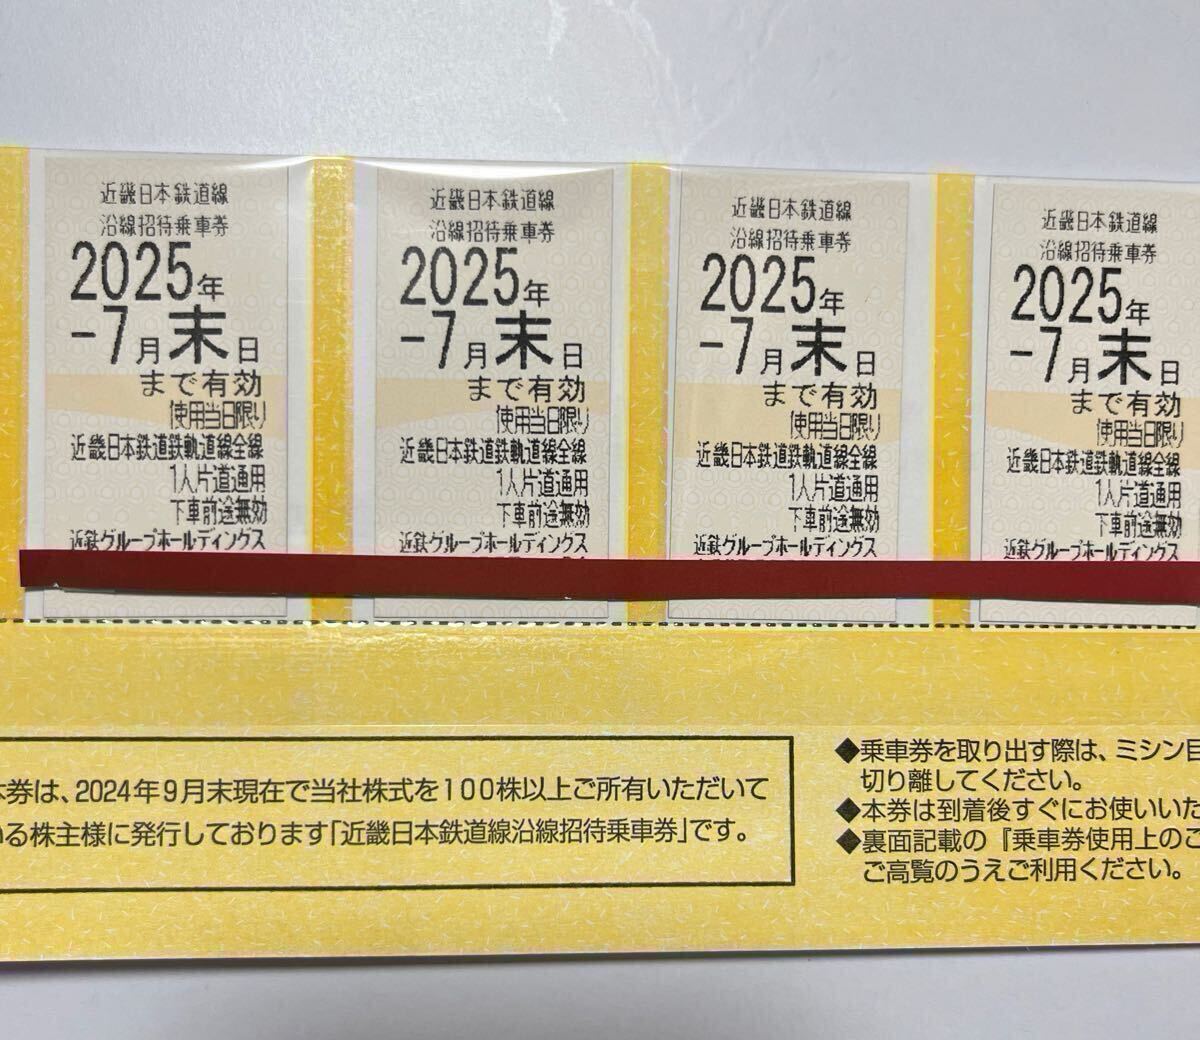 近畿日本鉄道線
沿線招待乗車券
2025年
-7月末日
まで有効
(使用当日限り)
近畿日本鉄道鉄軌道線全線
1人片道通用
下車前途無効
近鉄グループホールディングス
近畿日本鉄道線
沿線招待乗車券
2025年
-7月末日
まで有効
(使用当日限り)
近畿日本鉄道鉄軌道線全線
1人片道通用
下車前途無効
近鉄グループホールディングス
近畿日本鉄道線
沿線招待乗車券
2025年
-7月末日
まで有効
(使用当日限り)
近畿日本鉄道鉄軌道線全線
1人片道通用
下車前途無効
近鉄グループホールディングス
近畿日本鉄道線
沿線招待乗車券
2025年
-7月末日
まで有効
(使用当日限り)
近畿日本鉄道鉄軌道線全線
1人片道通用
下車前途無効
近鉄グループホールディングス
本券は、2024年9月末現在で当社株式を100株以上ご所有いただいて
いる株主様に発行しております「近畿日本鉄道線沿線招待乗車券」です。
◆乗車券を取り出す際は、ミシン目
切り離してください。
◆本券は到着後すぐにお使いいた
◆裏面記載の『乗車券使用上のご
ご高覧のうえご利用ください。